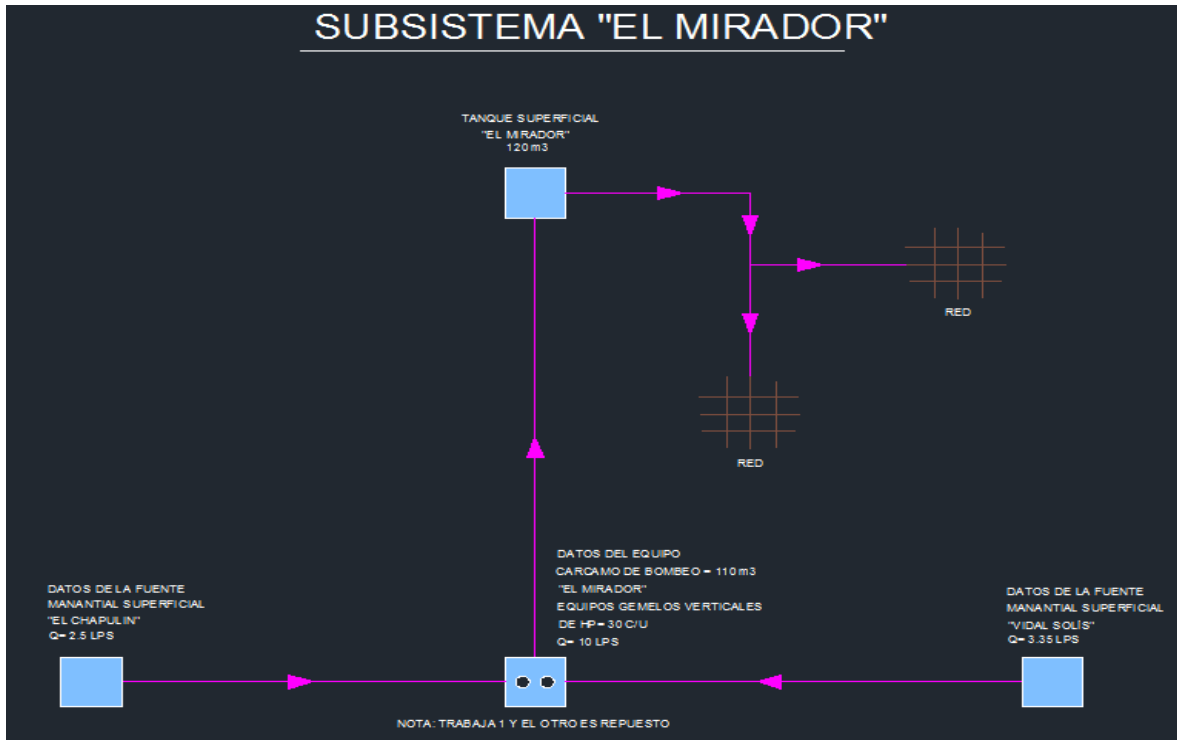 SUBSISTEMA "EL MIRADOR"
TANQUE SUPERFICIAL
"EL MIRADOR"
120 m3
RED
RED
DATOS DEL EQUIPO
CARCAMO DE BOMBEO = 110 m3
"EL MIRADOR"
EQUIPOS GEMELOS VERTICALES
DE HP= 30 C/U
Q= 10 LPS
DATOS DE LA FUENTE
MANANTIAL SUPERFICIAL
"EL CHAPULIN"
Q= 2.5 LPS
DATOS DE LA FUENTE
MANANTIAL SUPERFICIAL
"VIDAL SOLÍS"
Q= 3.35 LPS
NOTA: TRABAJA 1 Y EL OTRO ES REPUESTO